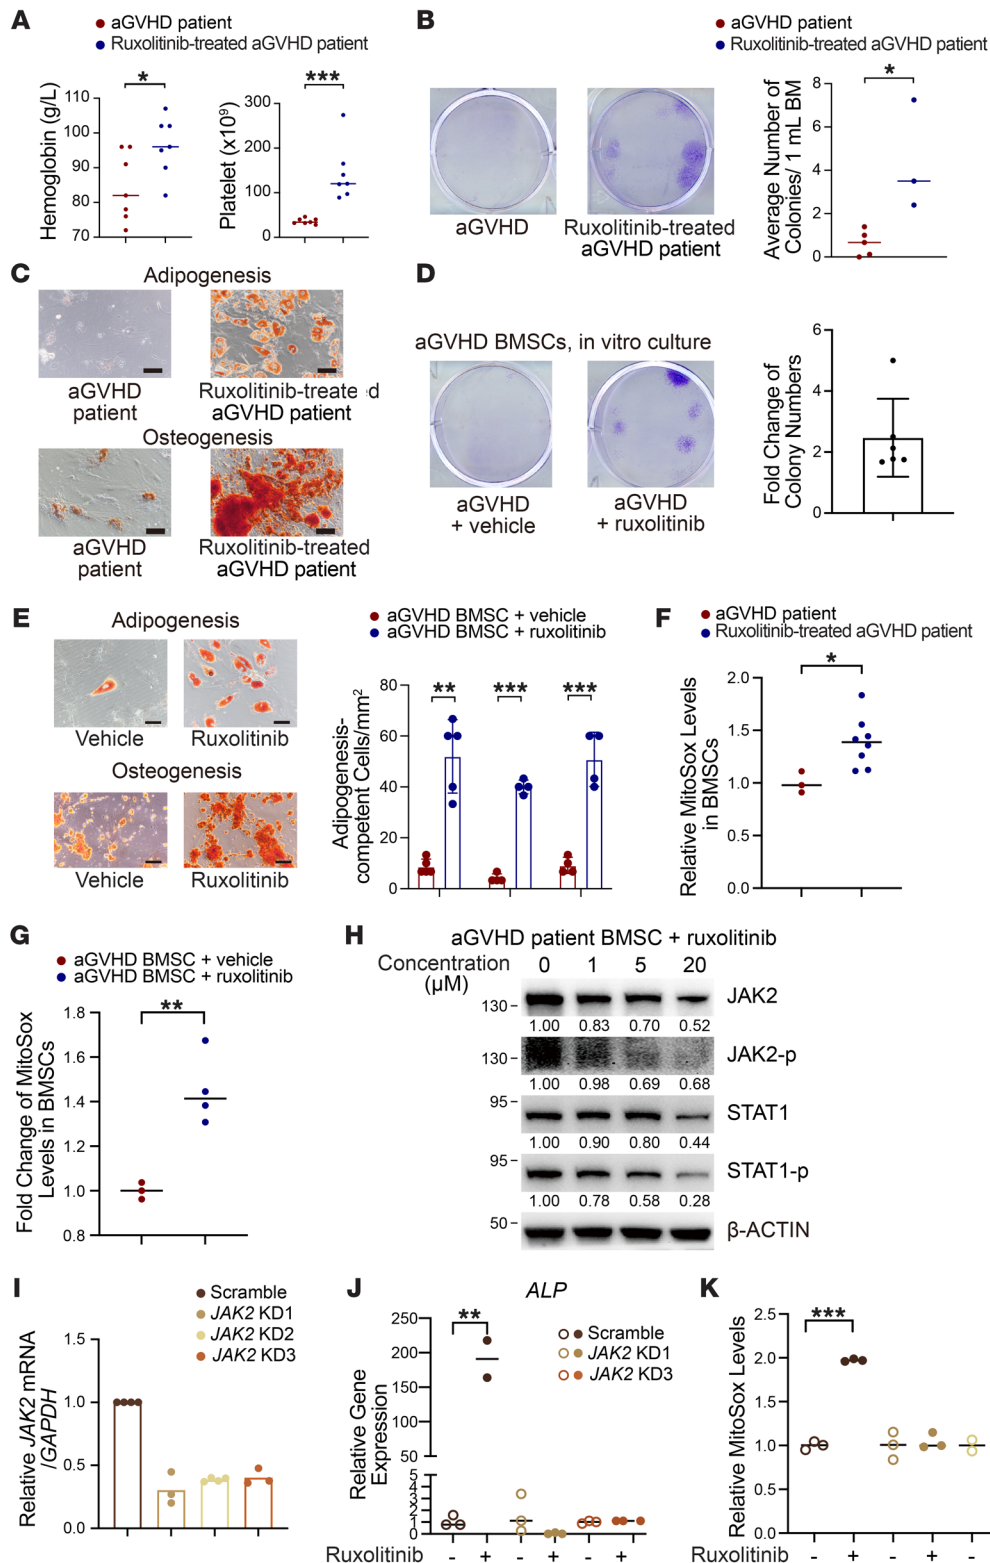 A
aGVHD patient
Ruxolitinib-treated aGVHD patient
Hemoglobin (g/L)
110
100
90
80
70
*
Platelet (x10⁹)
300
200
100
0
***
B
aGVHD patient
Ruxolitinib-treated aGVHD patient
aGVHD
Ruxolitinib-treated
aGVHD patient
Average Number of
Colonies/ 1 mL BM
8
6
4
2
0
*
C
Adipogenesis
aGVHD
patient
Ruxolitinib-treated
aGVHD patient
Osteogenesis
aGVHD
patient
Ruxolitinib-treated
aGVHD patient
D
aGVHD BMSCs, in vitro culture
aGVHD
+ vehicle
aGVHD
+ ruxolitinib
Fold Change of
Colony Numbers
6
4
2
0
E
Adipogenesis
Vehicle
Ruxolitinib
Osteogenesis
Vehicle
Ruxolitinib
aGVHD BMSC + vehicle
aGVHD BMSC + ruxolitinib
Adipogenesis-
competent Cells/mm²
80
60
40
20
0
** *** ***
F
aGVHD patient
Ruxolitinib-treated aGVHD patient
Relative MitoSox Levels
in BMSCs
2.0
1.5
1.0
0.5
0.0
*
G
aGVHD BMSC + vehicle
aGVHD BMSC + ruxolitinib
Fold Change of MitoSox
Levels in BMSCs
1.8
1.6
1.4
1.2
1.0
0.8
**
H
aGVHD patient BMSC + ruxolitinib
Concentration
(µM)
0 1 5 20
130
JAK2
1.00 0.83 0.70 0.52
130
JAK2-p
1.00 0.98 0.69 0.68
95
STAT1
1.00 0.90 0.80 0.44
95
STAT1-p
1.00 0.78 0.58 0.28
50
β-ACTIN
I
Scramble
JAK2 KD1
JAK2 KD2
JAK2 KD3
Relative JAK2 mRNA
/GAPDH
1.5
1.0
0.5
0.0
J
ALP
Scramble
JAK2 KD1
JAK2 KD3
Relative Gene
Expression
250
200
150
100
50
5
4
3
2
1
0
**
Ruxolitinib - + - + - +
K
Relative MitoSox Levels
2.5
2.0
1.5
1.0
0.5
0.0
***
- + - + -